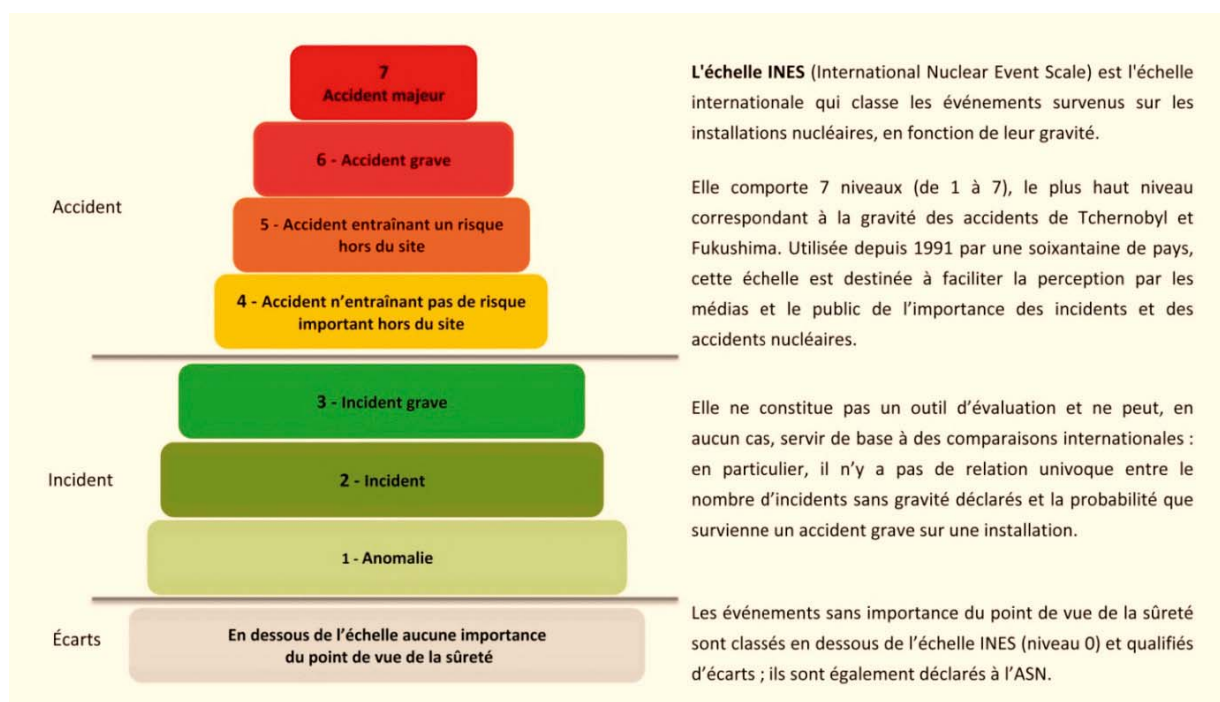 7
Accident majeur
6 - Accident grave
Accident
5 - Accident entraînant un risque
hors du site
4 - Accident n’entraînant pas de risque
important hors du site
3 - Incident grave
Incident
2 - Incident
1 - Anomalie
Écarts
En dessous de l’échelle aucune importance
du point de vue de la sûreté
L'échelle INES (International Nuclear Event Scale) est l'échelle
internationale qui classe les événements survenus sur les
installations nucléaires, en fonction de leur gravité.
Elle comporte 7 niveaux (de 1 à 7), le plus haut niveau
correspondant à la gravité des accidents de Tchernobyl et
Fukushima. Utilisée depuis 1991 par une soixantaine de pays,
cette échelle est destinée à faciliter la perception par les
médias et le public de l’importance des incidents et des
accidents nucléaires.
Elle ne constitue pas un outil d’évaluation et ne peut, en
aucun cas, servir de base à des comparaisons internationales :
en particulier, il n’y a pas de relation univoque entre le
nombre d’incidents sans gravité déclarés et la probabilité que
survienne un accident grave sur une installation.
Les événements sans importance du point de vue de la sûreté
sont classés en dessous de l’échelle INES (niveau 0) et qualifiés
d’écarts ; ils sont également déclarés à l’ASN.